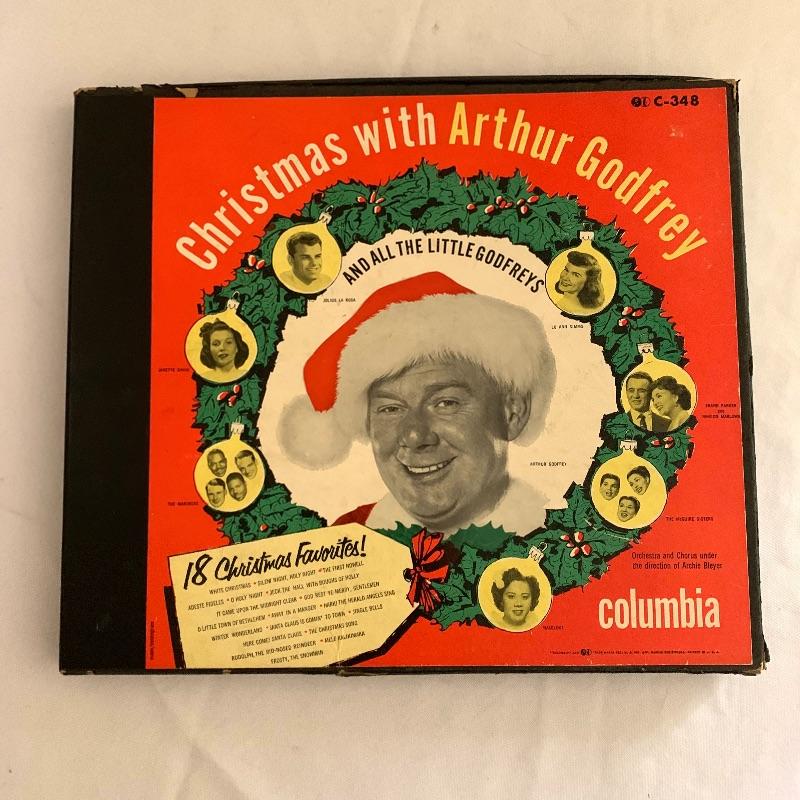 C-348
Christmas with Arthur Godfrey
AND ALL THE LITTLE GODFREYS
JULIUS LA ROSA
LU ANN SIMMS
JANETTE DAVIS
FRANK PARKER
AND
MARION MARLOWE
ARTHUR GODFREY
THE MARINERS
THE McGUIRE SISTERS
HALELOKE
18 Christmas Favorites!
WHITE CHRISTMAS • SILENT NIGHT, HOLY NIGHT • THE FIRST NOWELL
ADESTE FIDELES • O HOLY NIGHT • DECK THE HALL WITH BOUGHS OF HOLLY
IT CAME UPON THE MIDNIGHT CLEAR • GOD REST YE MERRY, GENTLEMEN
O LITTLE TOWN OF BETHLEHEM • AWAY IN A MANGER • HARK! THE HERALD ANGELS SING
WINTER WONDERLAND • SANTA CLAUS IS COMIN' TO TOWN • JINGLE BELLS
HERE COMES SANTA CLAUS • THE CHRISTMAS SONG
RUDOLPH, THE RED-NOSED REINDEER • MELE KALIKIMAKA
FROSTY, THE SNOWMAN
Orchestra and Chorus under
the direction of Archie Bleyer
columbia